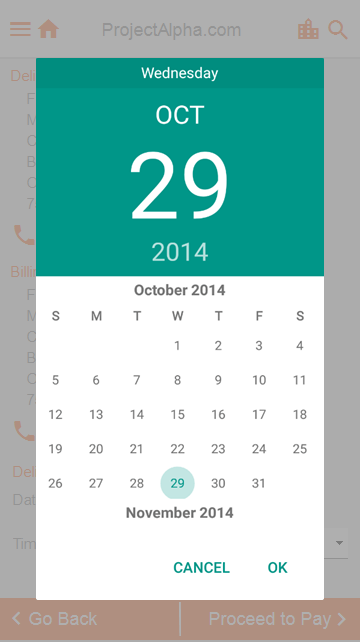 ProjectAlpha.com
Wednesday
OCT
29
2014
October 2014
S M T W T F S
1 2 3 4
5 6 7 8 9 10 11
12 13 14 15 16 17 18
19 20 21 22 23 24 25
26 27 28 29 30 31
November 2014
CANCEL OK
Go Back Proceed to Pay